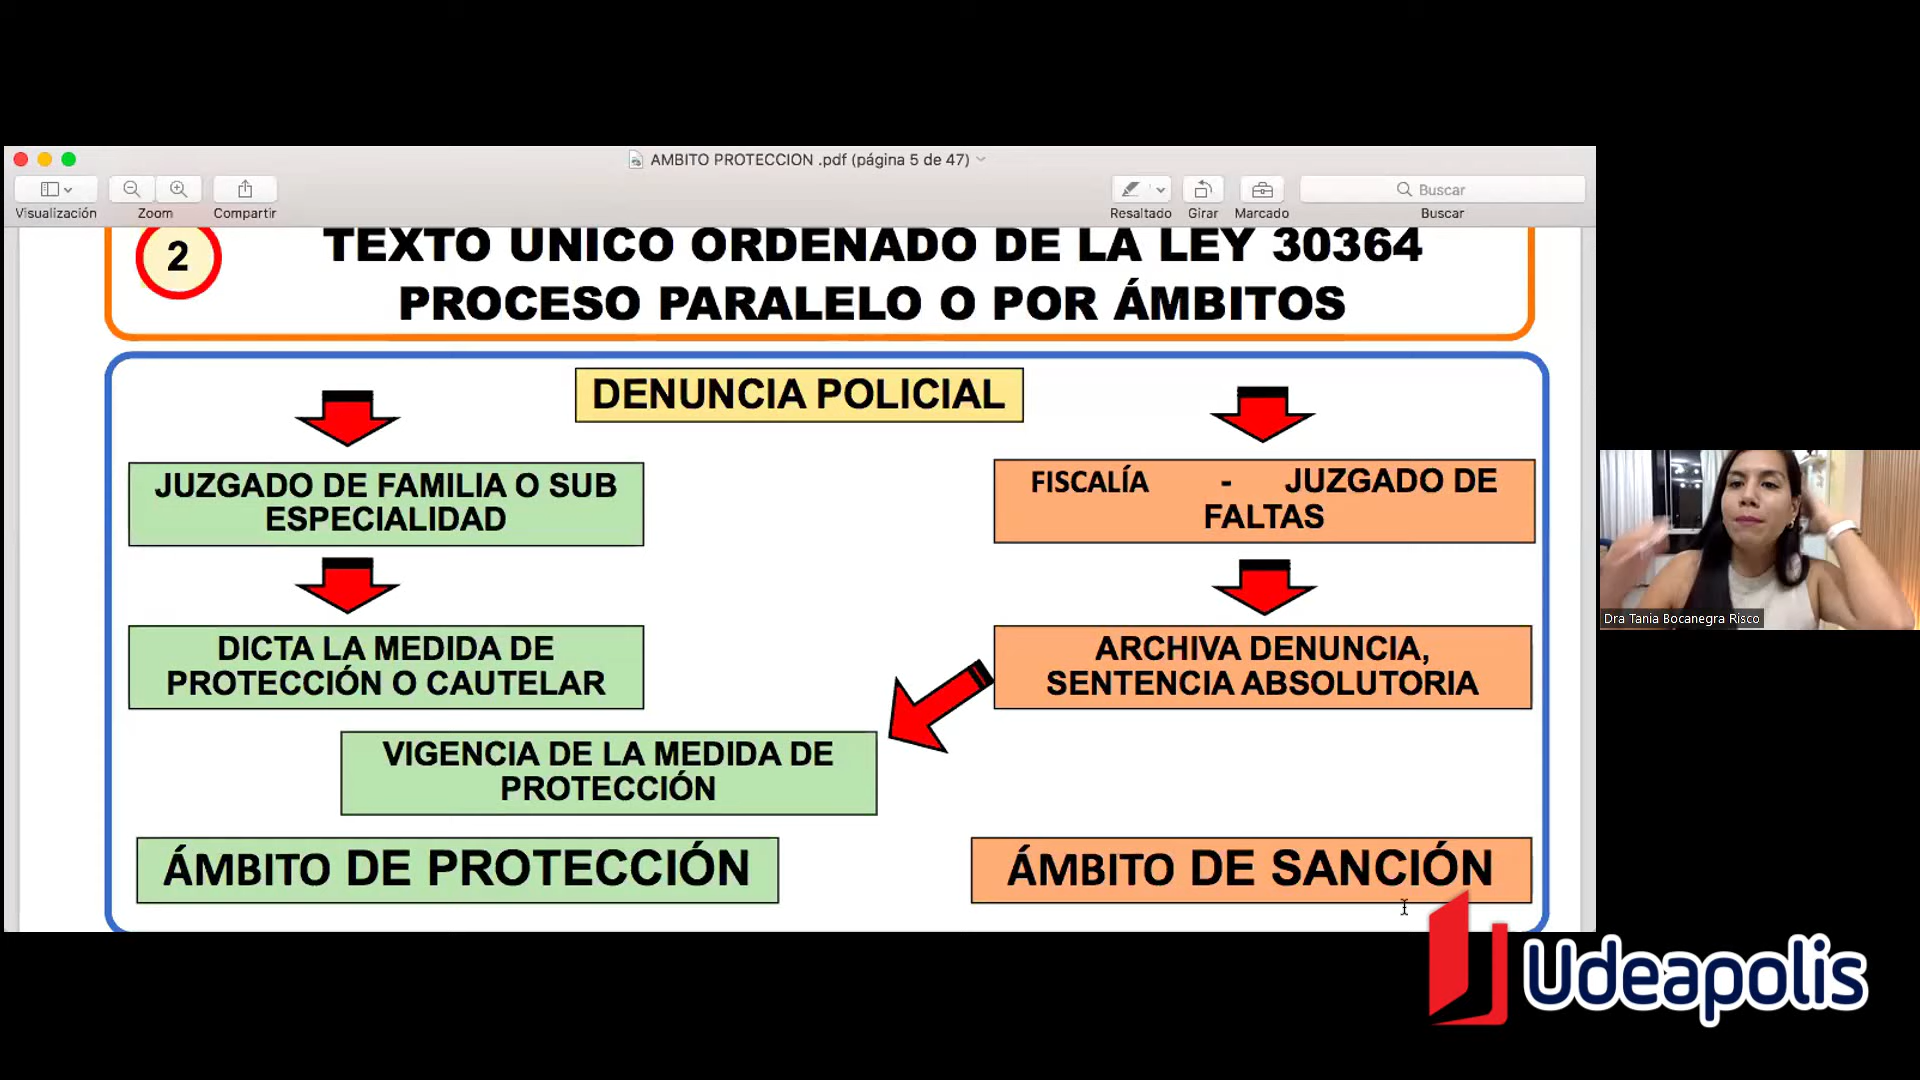 AMBITO PROTECCION .pdf (página 5 de 47)
Visualización
Zoom
Compartir
Resaltado
Girar
Marcado
Buscar
Buscar
2
TEXTO UNICO ORDENADO DE LA LEY 30364
PROCESO PARALELO O POR ÁMBITOS
DENUNCIA POLICIAL
JUZGADO DE FAMILIA O SUB
ESPECIALIDAD
FISCALÍA - JUZGADO DE
FALTAS
DICTA LA MEDIDA DE
PROTECCIÓN O CAUTELAR
ARCHIVA DENUNCIA,
SENTENCIA ABSOLUTORIA
VIGENCIA DE LA MEDIDA DE
PROTECCIÓN
ÁMBITO DE PROTECCIÓN
ÁMBITO DE SANCIÓN
Dra Tania Bocanegra Risco
Udeapolis